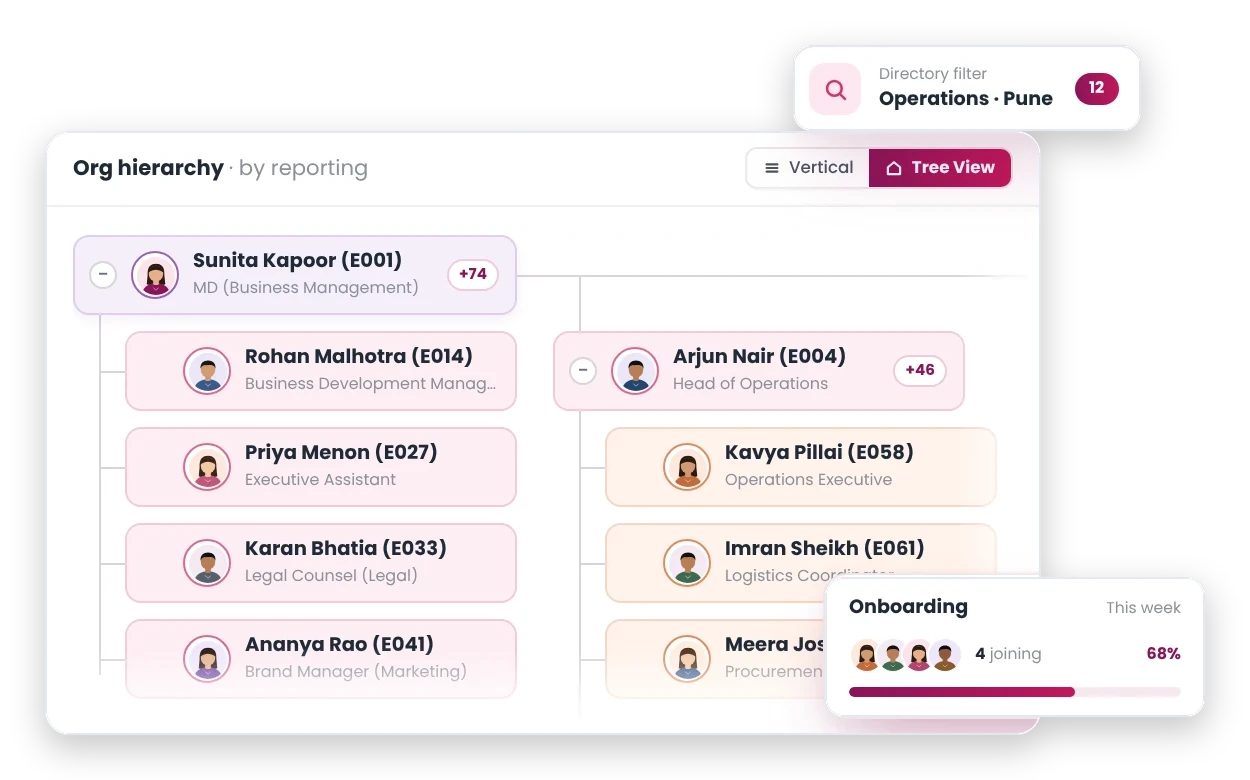 Directory filter
Operations · Pune
12
Org hierarchy · by reporting
Vertical
Tree View
Sunita Kapoor (E001)
MD (Business Management)
+74
Rohan Malhotra (E014)
Business Development Manag...
Priya Menon (E027)
Executive Assistant
Karan Bhatia (E033)
Legal Counsel (Legal)
Ananya Rao (E041)
Brand Manager (Marketing)
Arjun Nair (E004)
Head of Operations
+46
Kavya Pillai (E058)
Operations Executive
Imran Sheikh (E061)
Logistics Coordinator
Meera Jos
Procuremen
Onboarding
This week
4 joining
68%